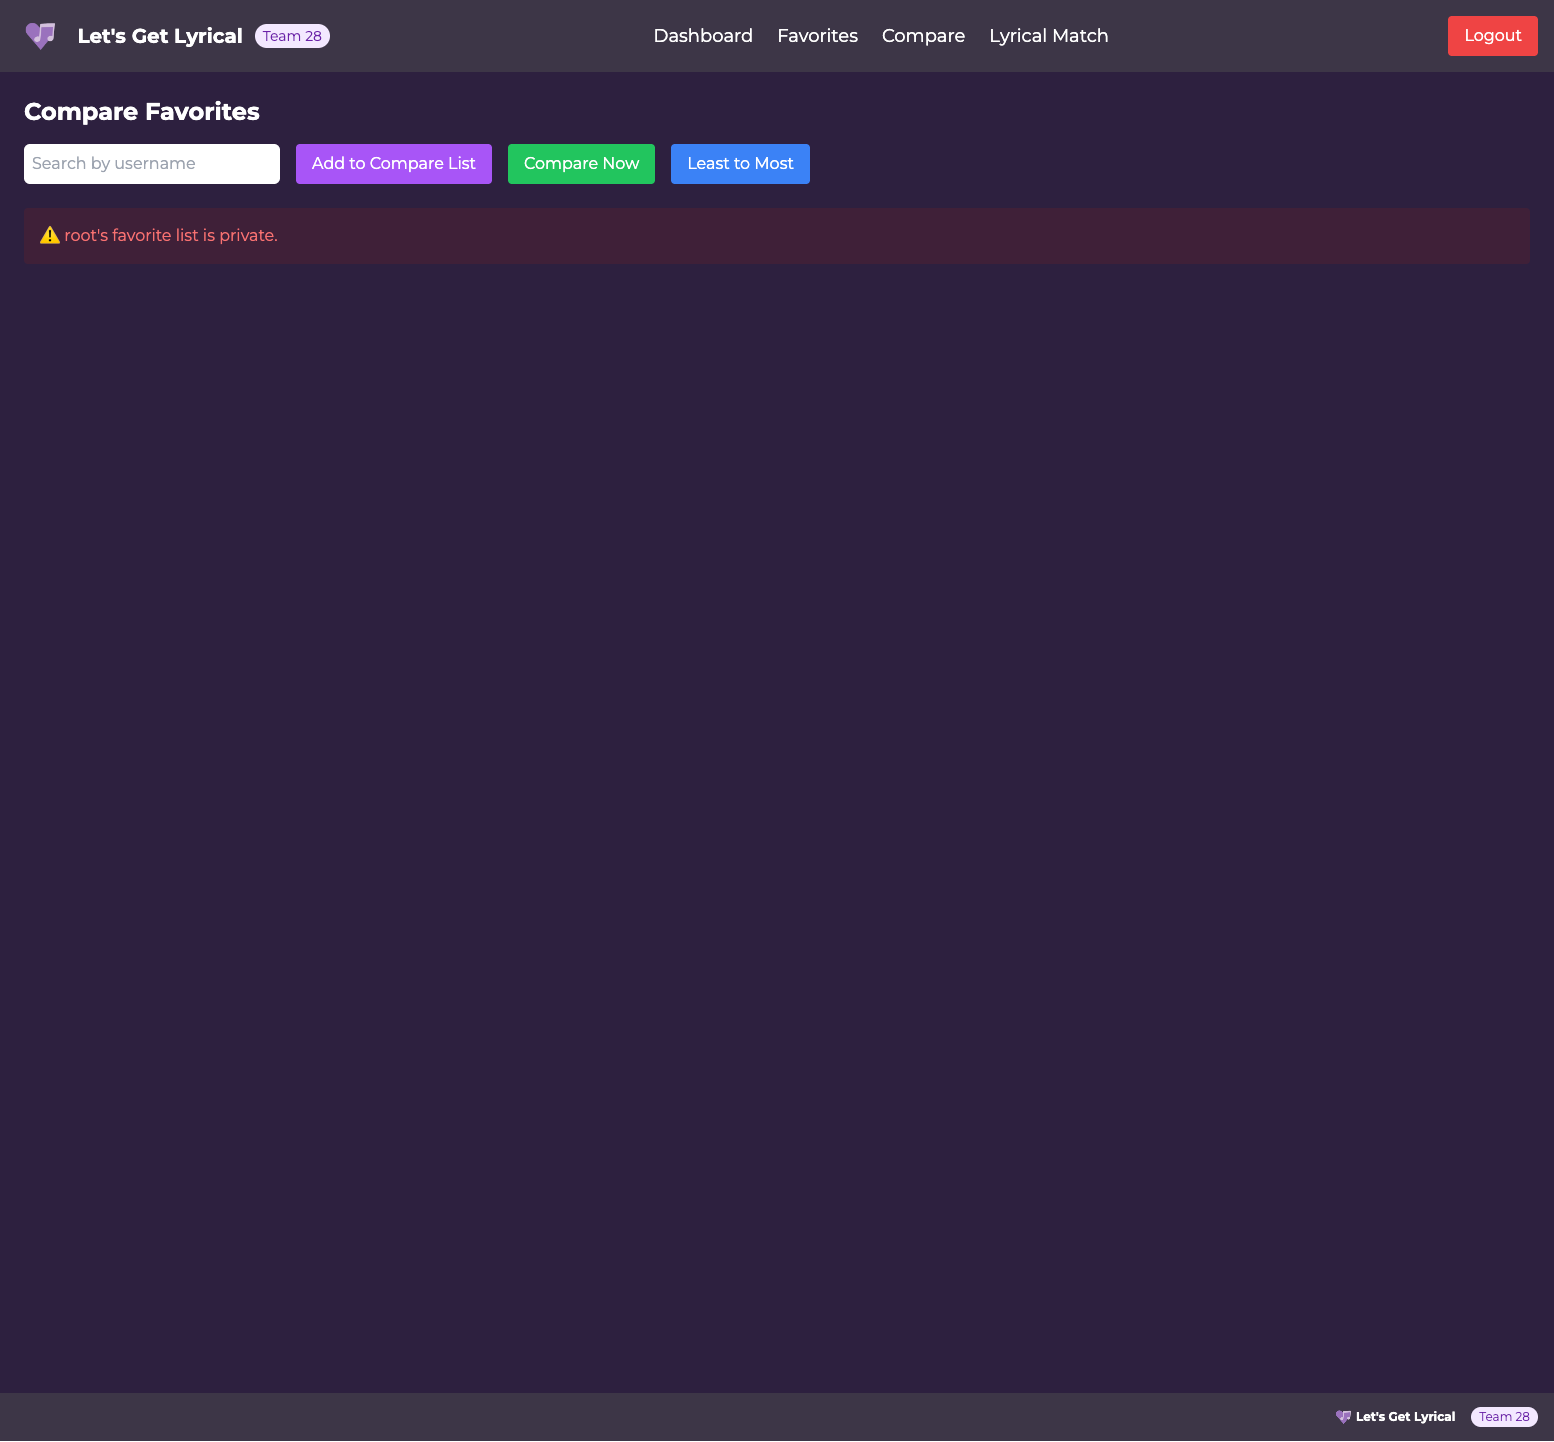 Let's Get Lyrical Team 28 Dashboard Favorites Compare Lyrical Match Logout
Compare Favorites
Search by username Add to Compare List Compare Now Least to Most
⚠️ root's favorite list is private.
Let's Get Lyrical Team 28